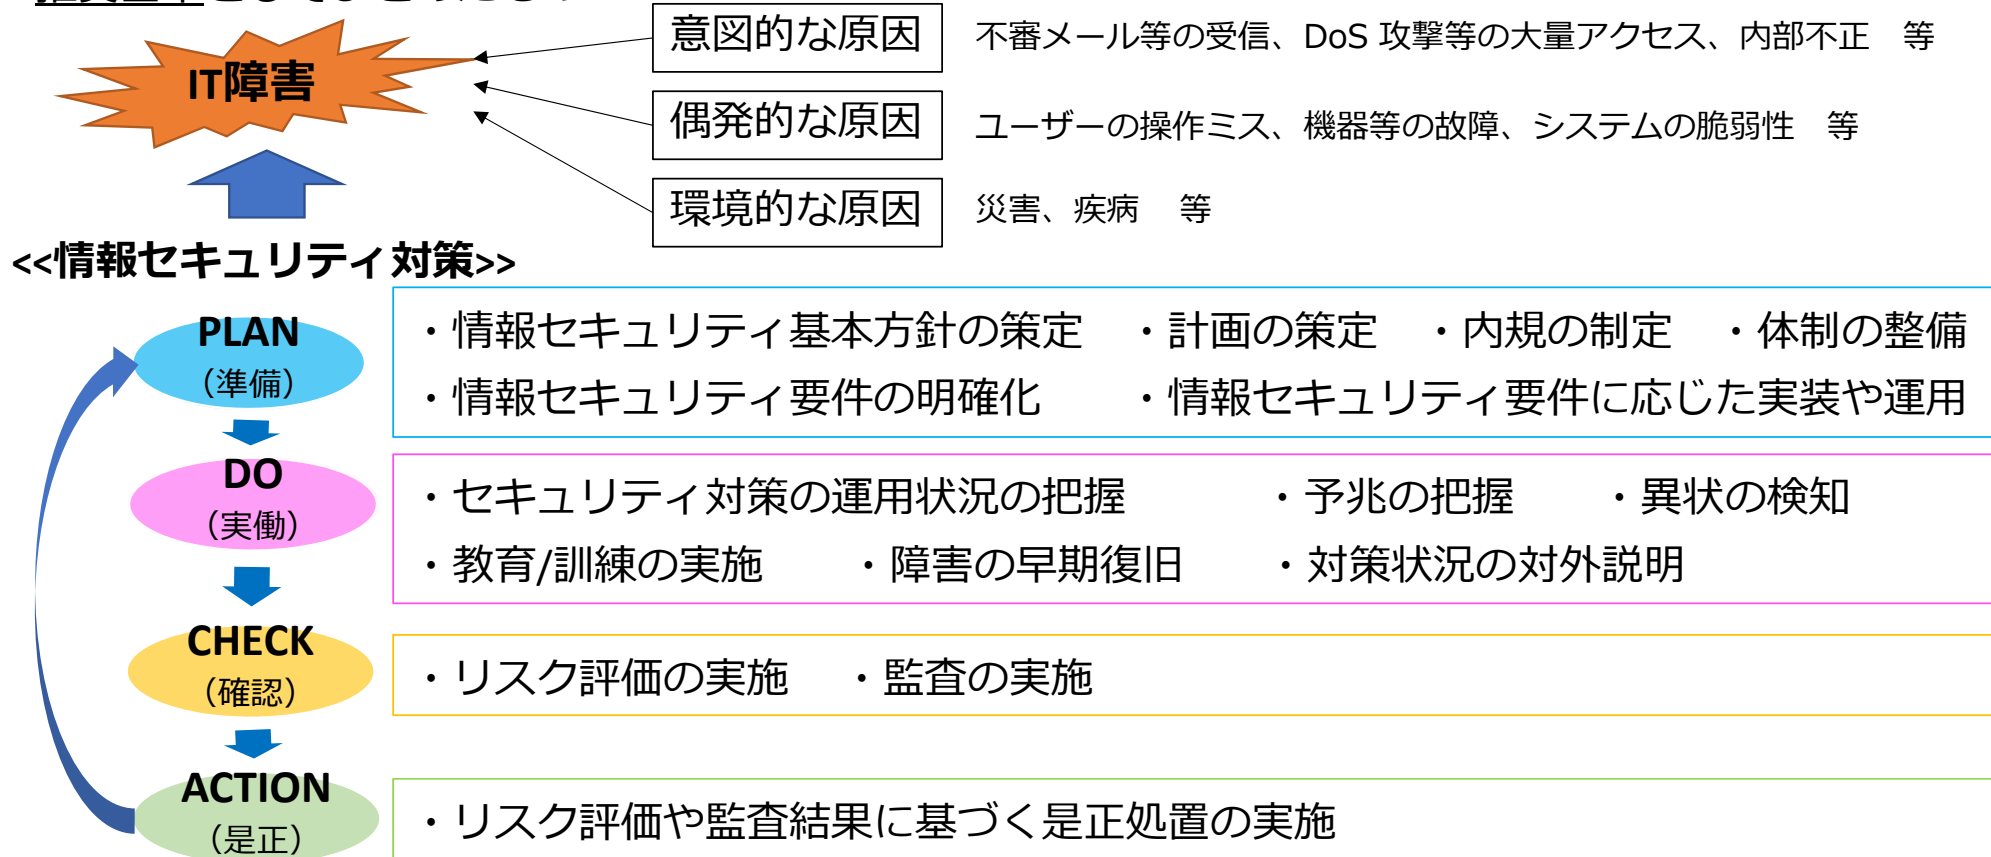 意図的な原因　不審メール等の受信、DoS 攻撃等の大量アクセス、内部不正　等
IT障害
偶発的な原因　ユーザーの操作ミス、機器等の故障、システムの脆弱性　等
環境的な原因　災害、疾病　等
<<情報セキュリティ対策>>
PLAN
（準備）
・情報セキュリティ基本方針の策定　・計画の策定　・内規の制定　・体制の整備
・情報セキュリティ要件の明確化　・情報セキュリティ要件に応じた実装や運用
DO
（実働）
・セキュリティ対策の運用状況の把握　・予兆の把握　・異状の検知
・教育/訓練の実施　・障害の早期復旧　・対策状況の対外説明
CHECK
（確認）
・リスク評価の実施　・監査の実施
ACTION
（是正）
・リスク評価や監査結果に基づく是正処置の実施